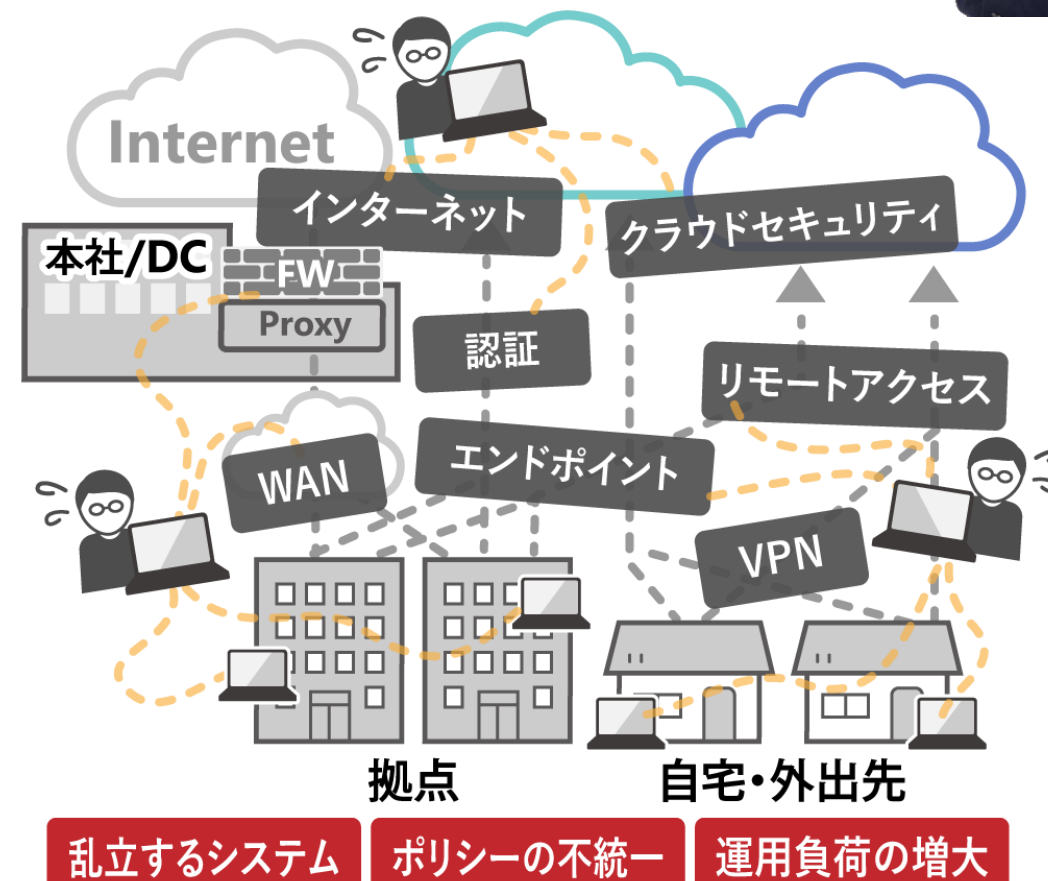 Internet
インターネット
クラウドセキュリティ
本社/DC
FW
Proxy
認証
リモートアクセス
エンドポイント
WAN
VPN
拠点
自宅・外出先
乱立するシステム
ポリシーの不統一
運用負荷の増大